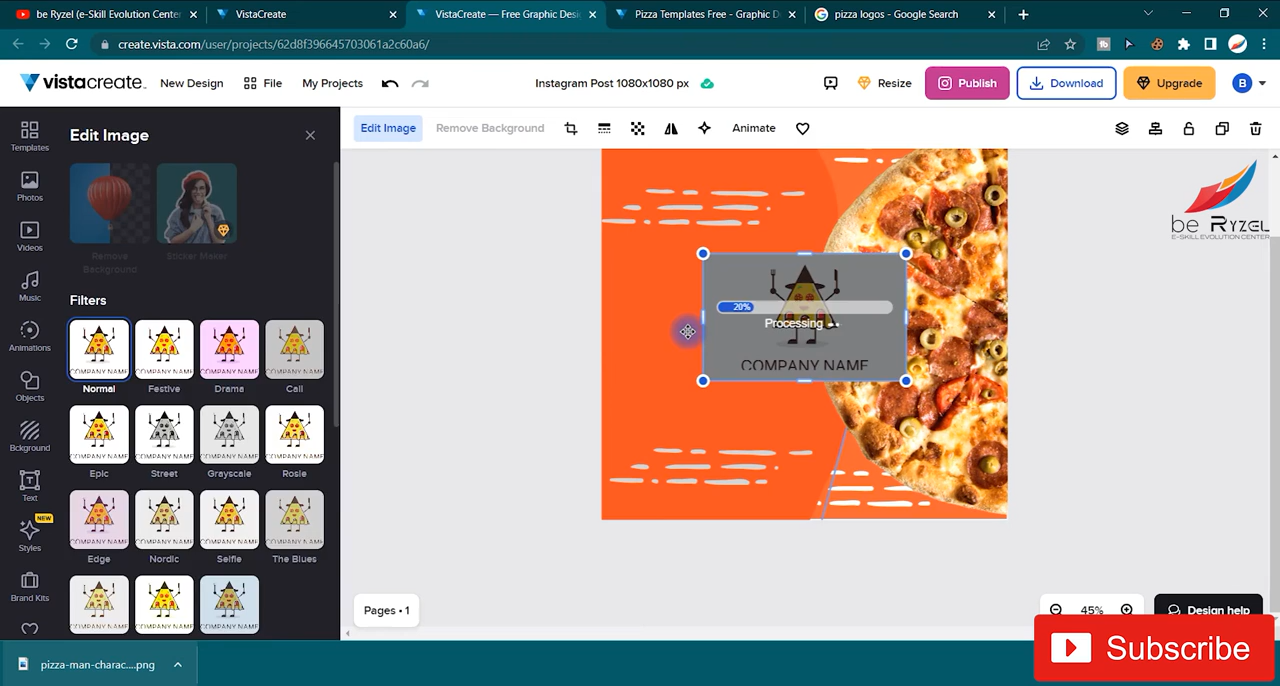 be Ryzel (e-Skill Evolution Center
VistaCreate
VistaCreate — Free Graphic Desi
Pizza Templates Free - Graphic D
pizza logos - Google Search
create.vista.com/user/projects/62d8f396645703061a2c60a6/
vistacreate
New Design
File
My Projects
Instagram Post 1080x1080 px
Resize
Publish
Download
Upgrade
B
Templates
Photos
Videos
Music
Animations
Objects
Bckground
Text
NEW
Styles
Brand Kits
Edit Image
Remove Background
Sticker Maker
Filters
Normal
Festive
Drama
Call
Epic
Street
Grayscale
Rosie
Edge
Nordic
Selfie
The Blues
Edit Image
Remove Background
Animate
20%
Processing
COMPANY NAME
be RYZEL
E-SKILL EVOLUTION CENTER
Pages • 1
45%
Design help
pizza-man-charac....png
Subscribe